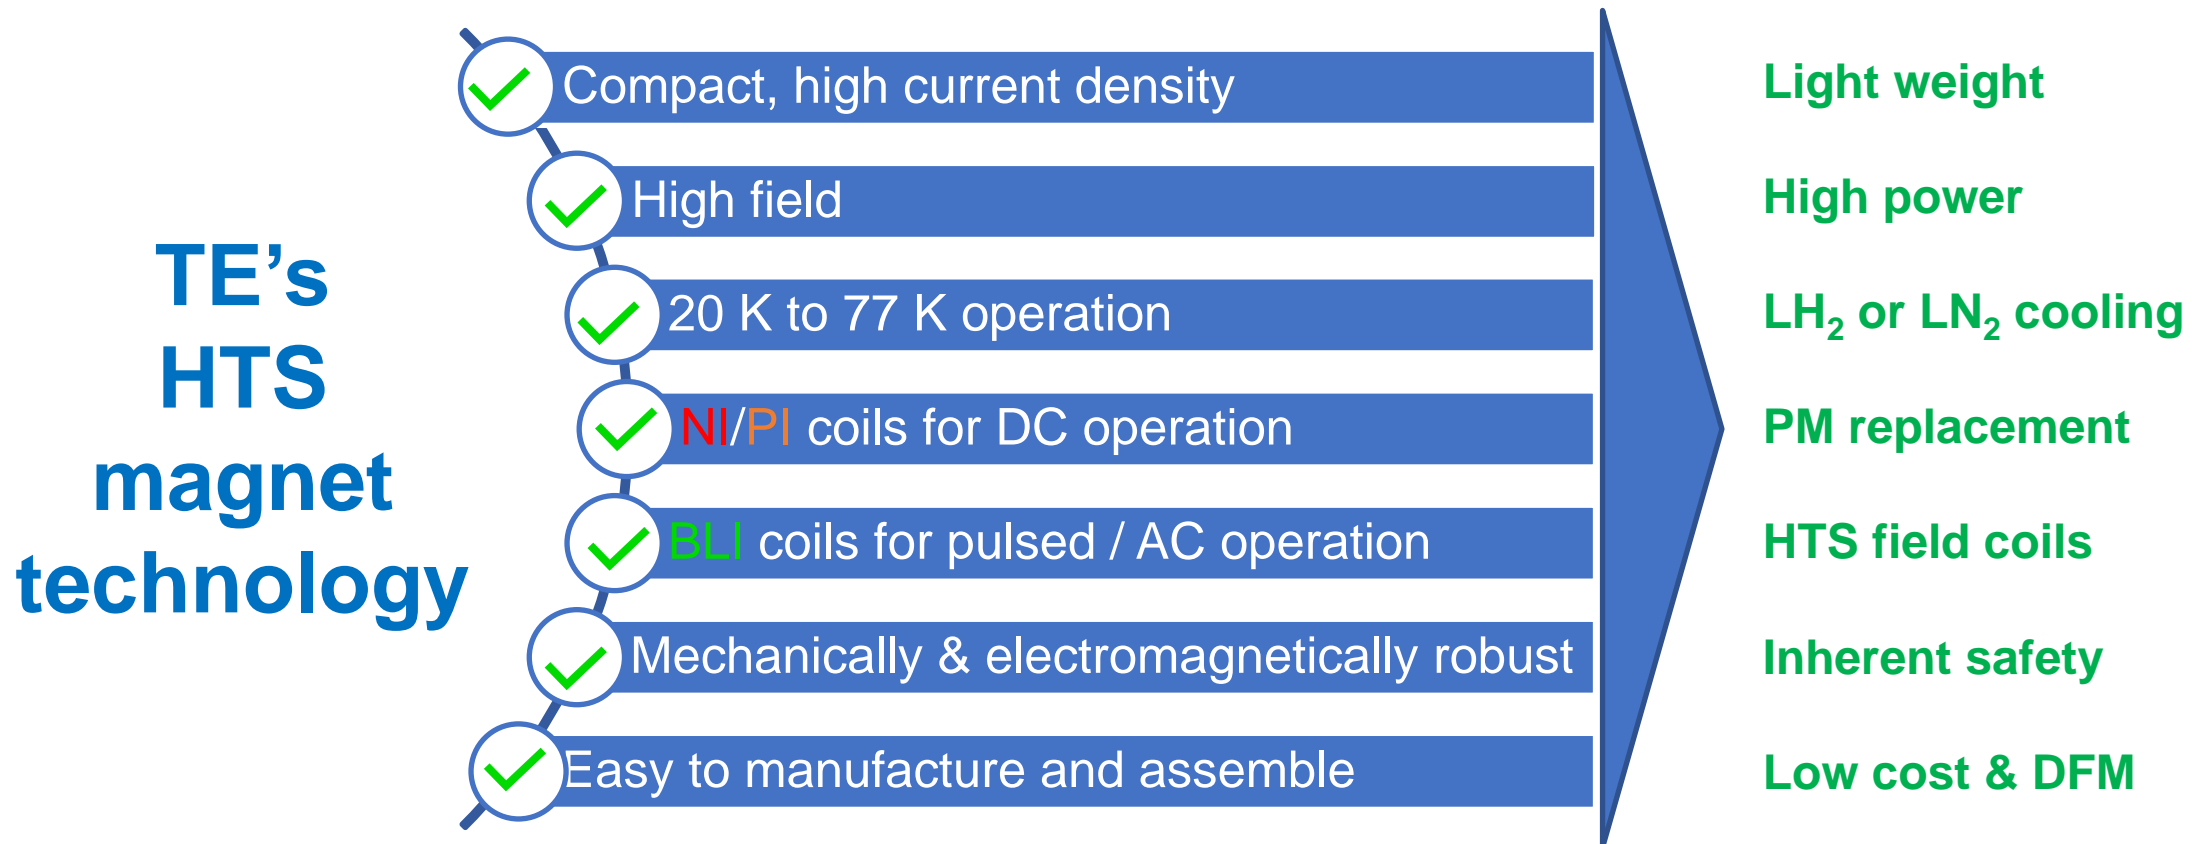 TE’s
HTS
magnet
technology
Compact, high current density
High field
20 K to 77 K operation
NI/PI coils for DC operation
BLI coils for pulsed / AC operation
Mechanically & electromagnetically robust
Easy to manufacture and assemble
Light weight
High power
LH₂ or LN₂ cooling
PM replacement
HTS field coils
Inherent safety
Low cost & DFM